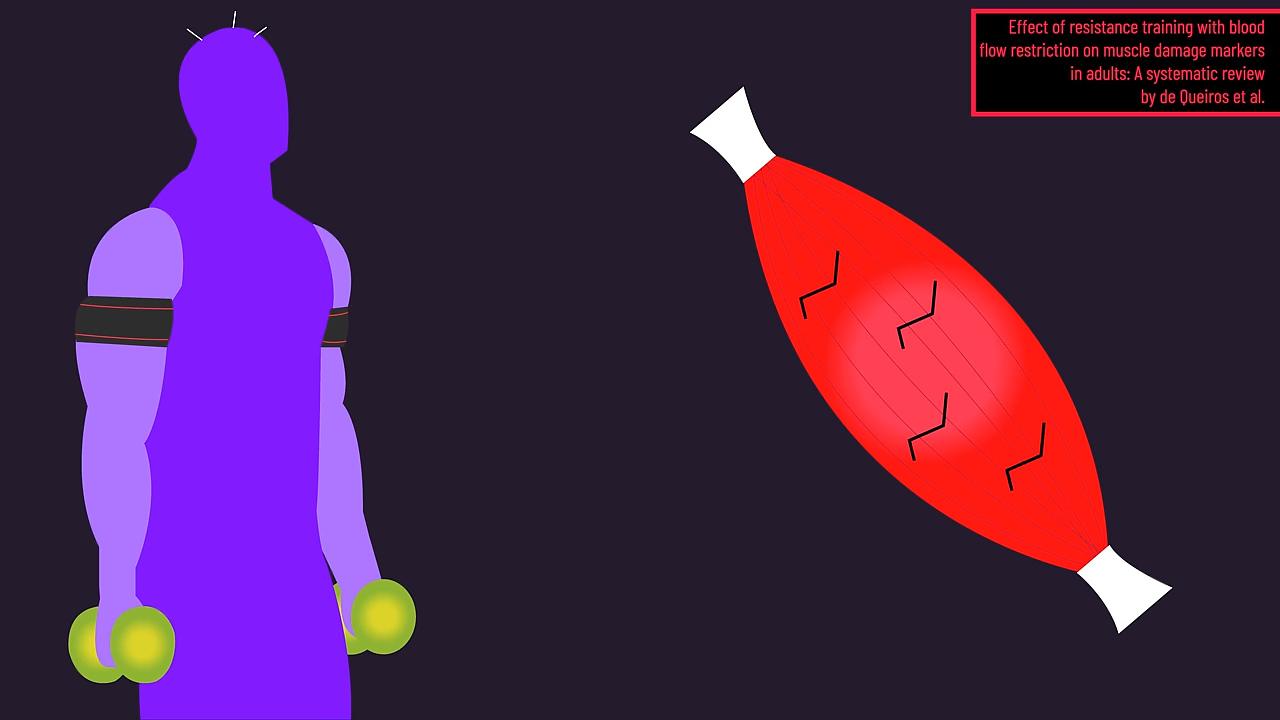 Effect of resistance training with blood
flow restriction on muscle damage markers
in adults: A systematic review
by de Queiros et al.